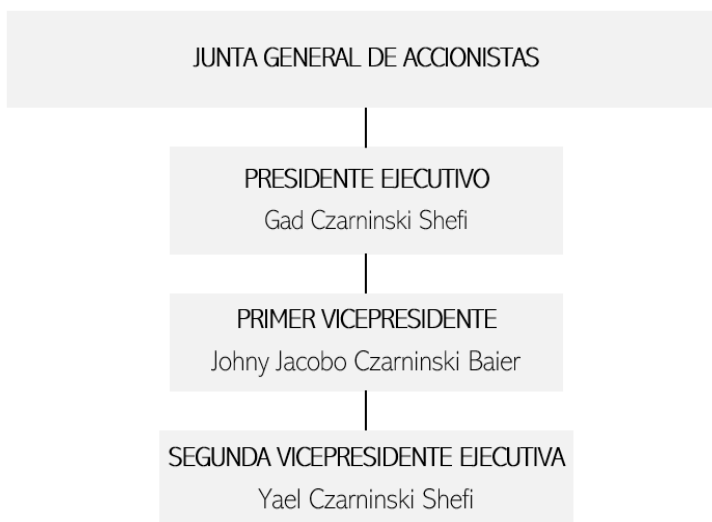 JUNTA GENERAL DE ACCIONISTAS
PRESIDENTE EJECUTIVO
Gad Czarninski Shefi
PRIMER VICEPRESIDENTE
Johny Jacobo Czarninski Baier
SEGUNDA VICEPRESIDENTE EJECUTIVA
Yael Czarninski Shefi